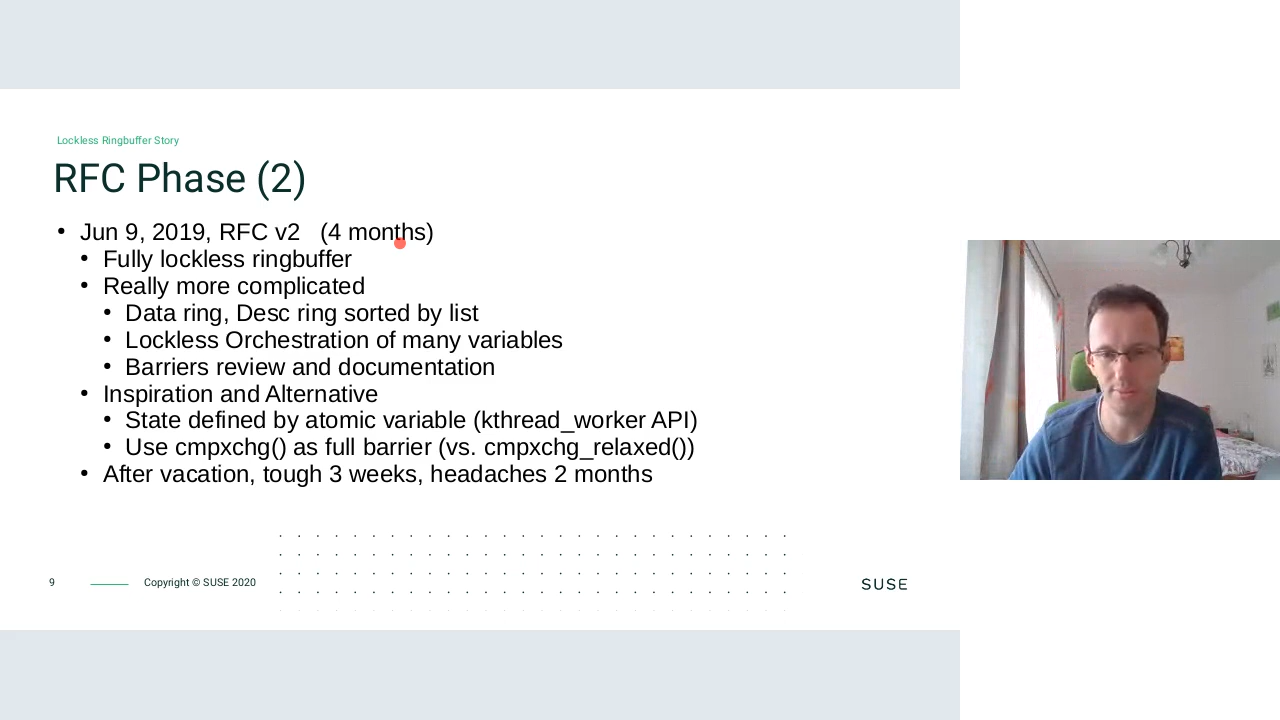 Lockless Ringbuffer Story
RFC Phase (2)
• Jun 9, 2019, RFC v2 (4 months)
• Fully lockless ringbuffer
• Really more complicated
• Data ring, Desc ring sorted by list
• Lockless Orchestration of many variables
• Barriers review and documentation
• Inspiration and Alternative
• State defined by atomic variable (kthread_worker API)
• Use cmpxchg() as full barrier (vs. cmpxchg_relaxed())
• After vacation, tough 3 weeks, headaches 2 months
9 Copyright © SUSE 2020 SUSE